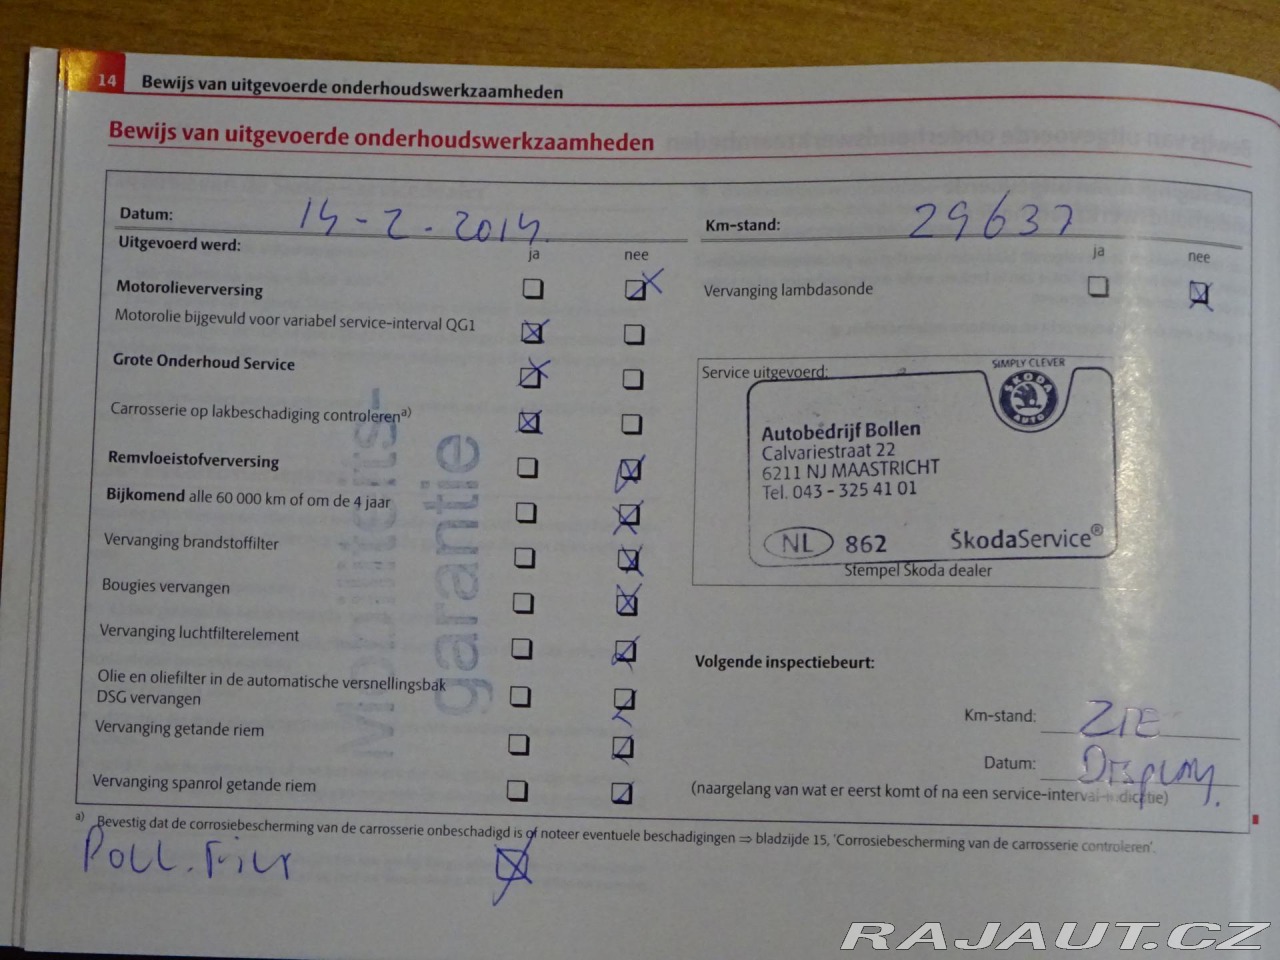 14 Bewijs van uitgevoerde onderhoudswerkzaamheden
Bewijs van uitgevoerde onderhoudswerkzaamheden
Datum: 14-2-2014
Km-stand: 29637
Uitgevoerd werd: ja nee
ja nee
Motorolieverversing
Vervanging lambdasonde
Motorolie bijgevuld voor variabel service-interval QG1
Grote Onderhoud Service
Carrosserie op lakbeschadiging controlerena)
Remvloeistofverversing
Bijkomend alle 60 000 km of om de 4 jaar
Vervanging brandstoffilter
Bougies vervangen
Vervanging luchtfilterelement
Olie en oliefilter in de automatische versnellingsbak
DSG vervangen
Vervanging getande riem
Vervanging spanrol getande riem
Mobiliteits-
garantie
Service uitgevoerd:
SIMPLY CLEVER
ŠKODA
AUTO
Autobedrijf Bollen
Calvariestraat 22
6211 NJ MAASTRICHT
Tel. 043 - 325 41 01
NL 862 ŠkodaService®
Stempel Škoda dealer
Volgende inspectiebeurt:
Km-stand: ZIE
Datum: Display.
(naargelang van wat er eerst komt of na een service-interval-indicatie)
a) Bevestig dat de corrosiebescherming van de carrosserie onbeschadigd is of noteer eventuele beschadigingen ⇒ bladzijde 15, 'Corrosiebescherming van de carrosserie controleren'.
Poll.
RAJAUT.CZ